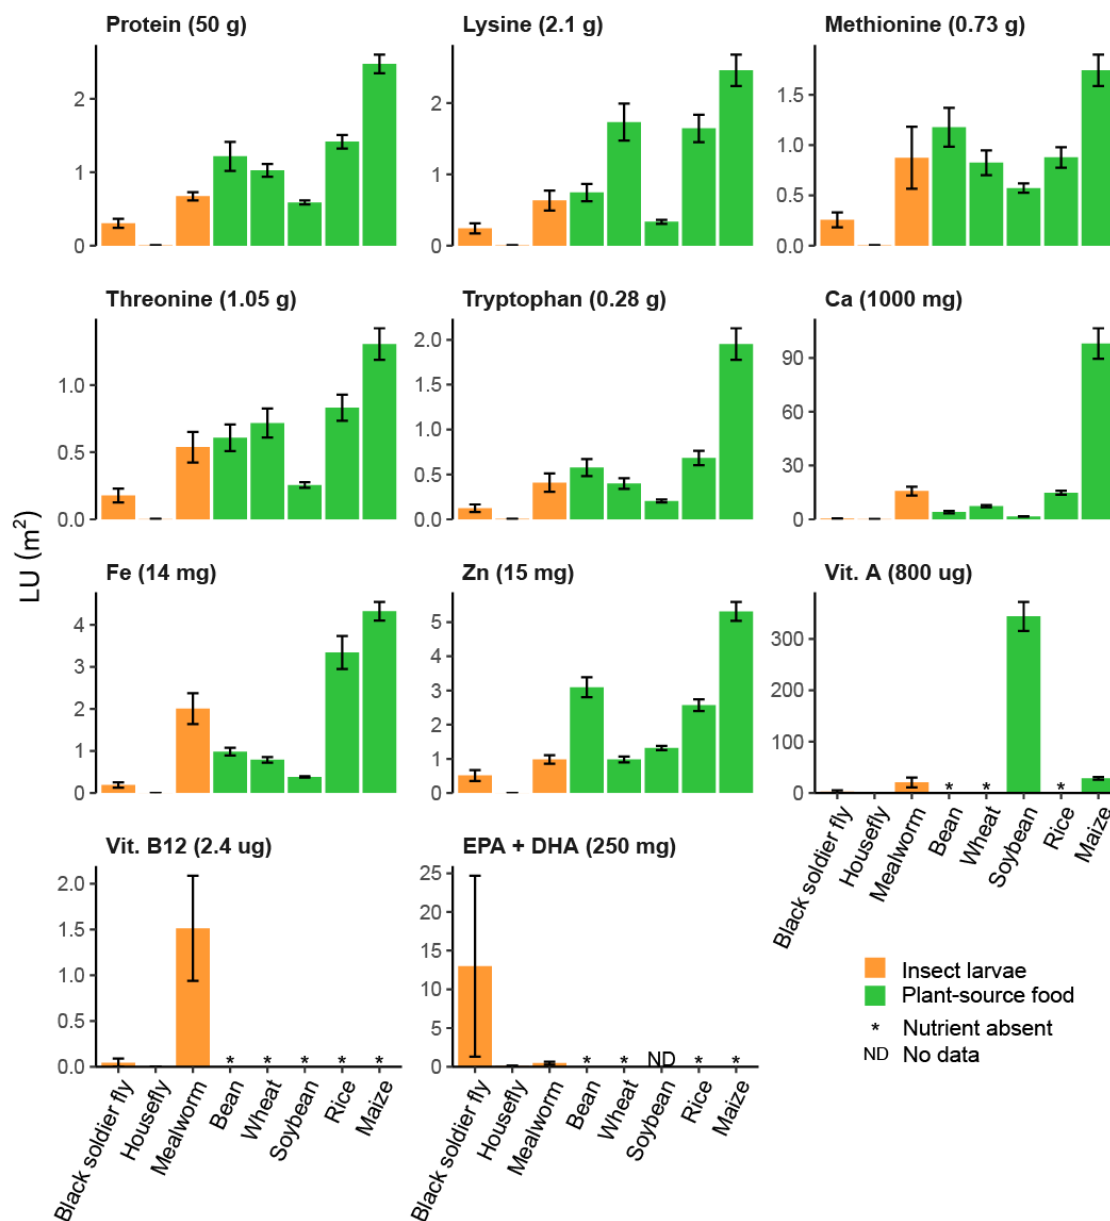 Protein (50 g)
2
1
0
Lysine (2.1 g)
2
1
0
Methionine (0.73 g)
1.5
1.0
0.5
0.0
Threonine (1.05 g)
1.0
0.5
0.0
Tryptophan (0.28 g)
2.0
1.5
1.0
0.5
0.0
Ca (1000 mg)
90
60
30
0
LU (m²)
Fe (14 mg)
4
3
2
1
0
Zn (15 mg)
5
4
3
2
1
0
Vit. A (800 ug)
300
200
100
0
* * *
Black soldier fly
Housefly
Mealworm
Bean
Wheat
Soybean
Rice
Maize
Vit. B12 (2.4 ug)
2.0
1.5
1.0
0.5
0.0
* * * * *
Black soldier fly
Housefly
Mealworm
Bean
Wheat
Soybean
Rice
Maize
EPA + DHA (250 mg)
25
20
15
10
5
0
* * ND * *
Black soldier fly
Housefly
Mealworm
Bean
Wheat
Soybean
Rice
Maize
Insect larvae
Plant-source food
* Nutrient absent
ND No data